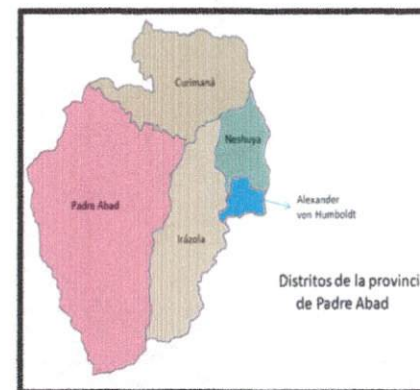 Curimaná
Neshuya
Padre Abad
Alexander
von Humboldt
Irázola
Distritos de la provinci
de Padre Abad